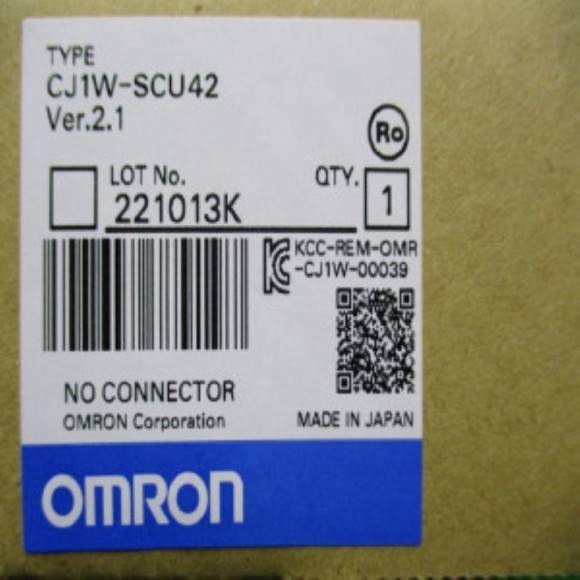 TYPE
CJ1W-SCU42
Ver.2.1
Ro
LOT No.
221013K
QTY.
1
KC
KCC-REM-OMR
-CJ1W-00039
NO CONNECTOR
OMRON Corporation
MADE IN JAPAN
OMRON